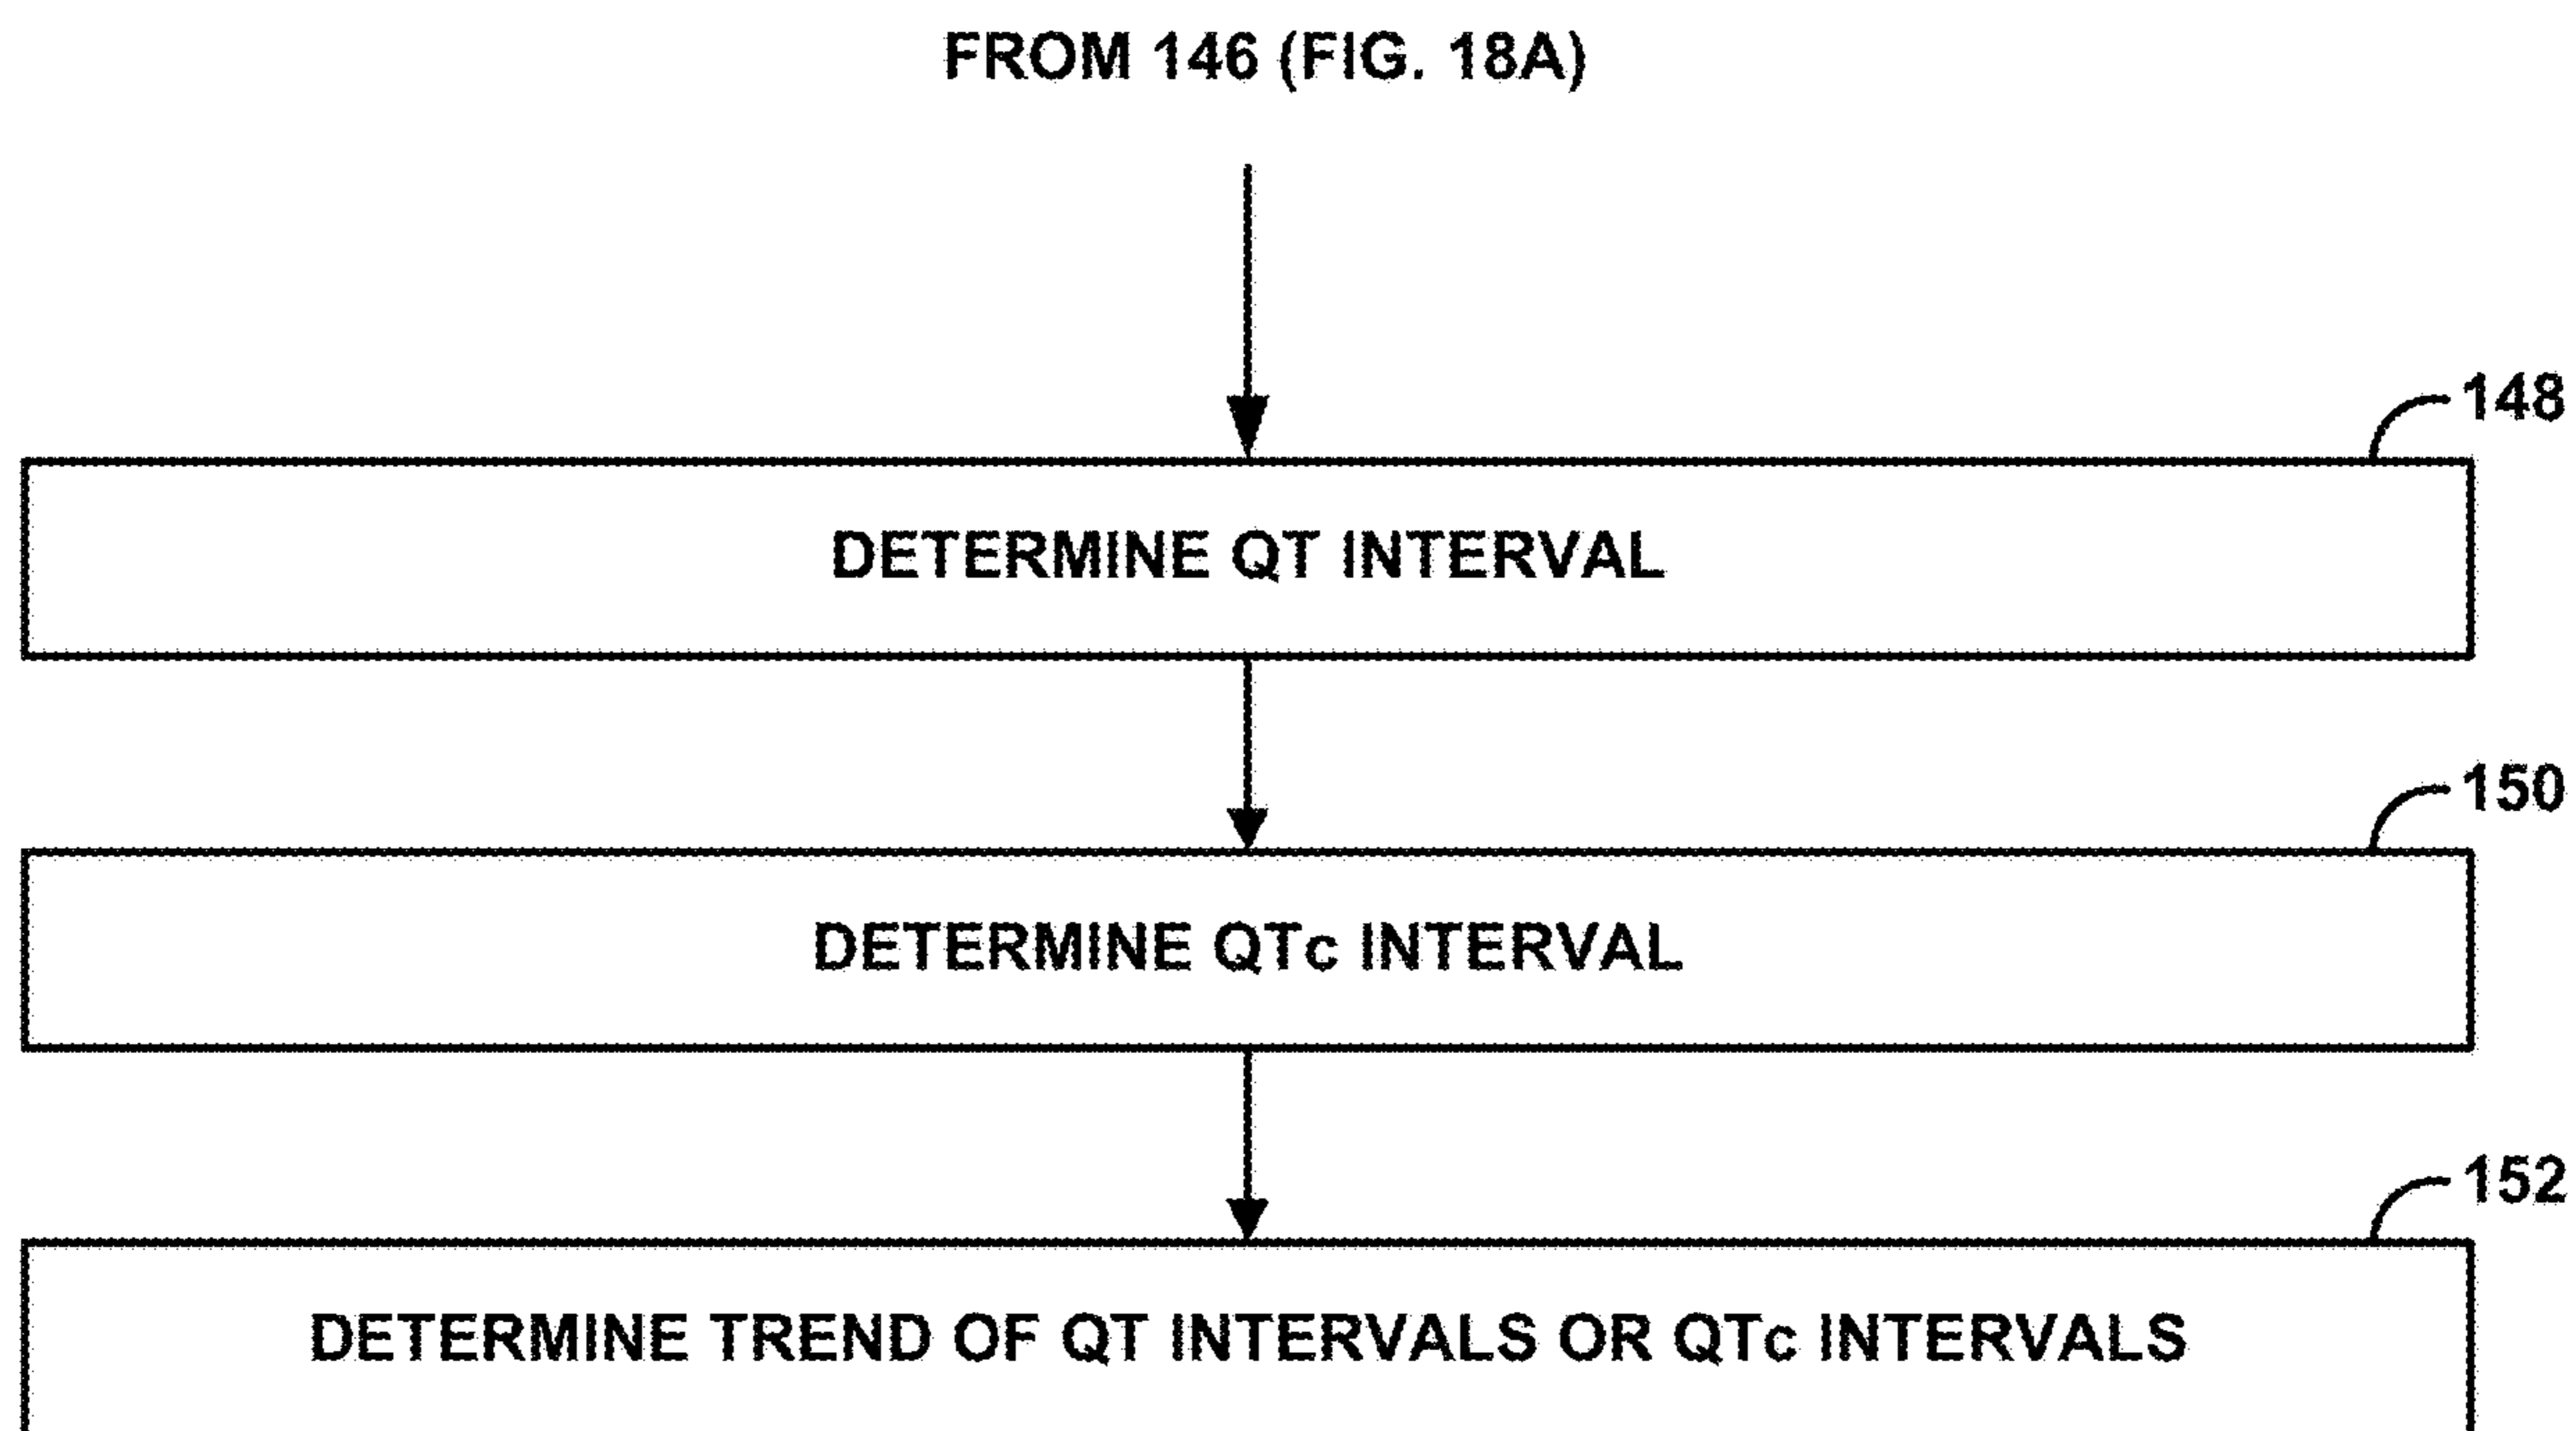 FROM 146 (FIG. 18A)
148
DETERMINE QT INTERVAL
150
DETERMINE QTc INTERVAL
152
DETERMINE TREND OF QT INTERVALS OR QTc INTERVALS